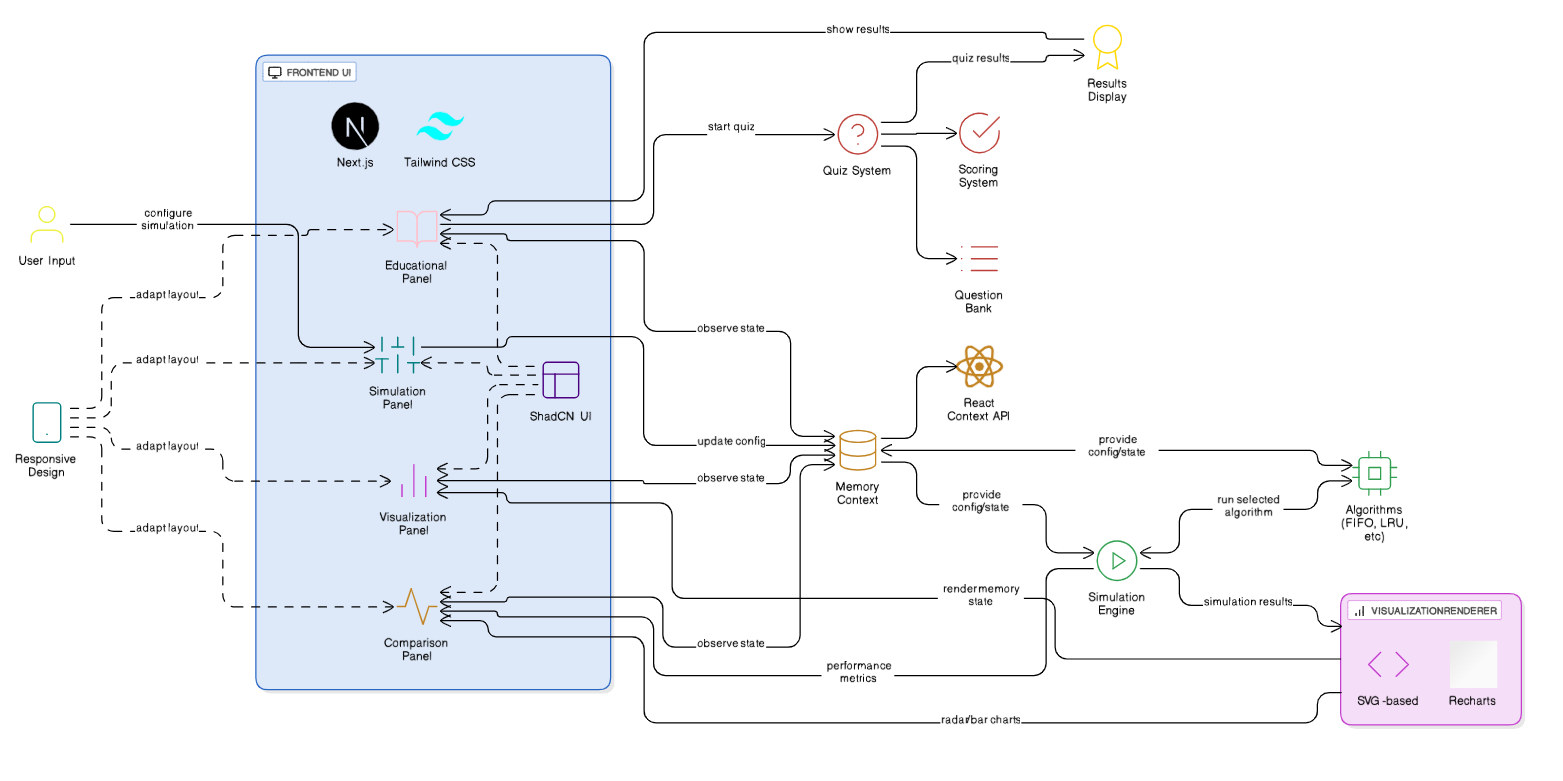 show results
quiz results
FRONTEND UI
Results
Display
start quiz
Next.js
Tailwind CSS
Quiz System
Scoring
System
configure
simulation
User Input
Educational
Panel
adapt layout
Question
Bank
observe state
adapt layout
Simulation
Panel
ShadCN UI
React
Context API
Responsive
Design
adapt layout
update config
provide
config/state
observe state
Memory
Context
Visualization
Panel
provide
config/state
run selected
algorithm
Algorithms
(FIFO, LRU,
etc)
adapt layout
render memory
state
Simulation
Engine
simulation results
VISUALIZATIONRENDERER
Comparison
Panel
observe state
performance
metrics
SVG -based
Recharts
radar/bar charts